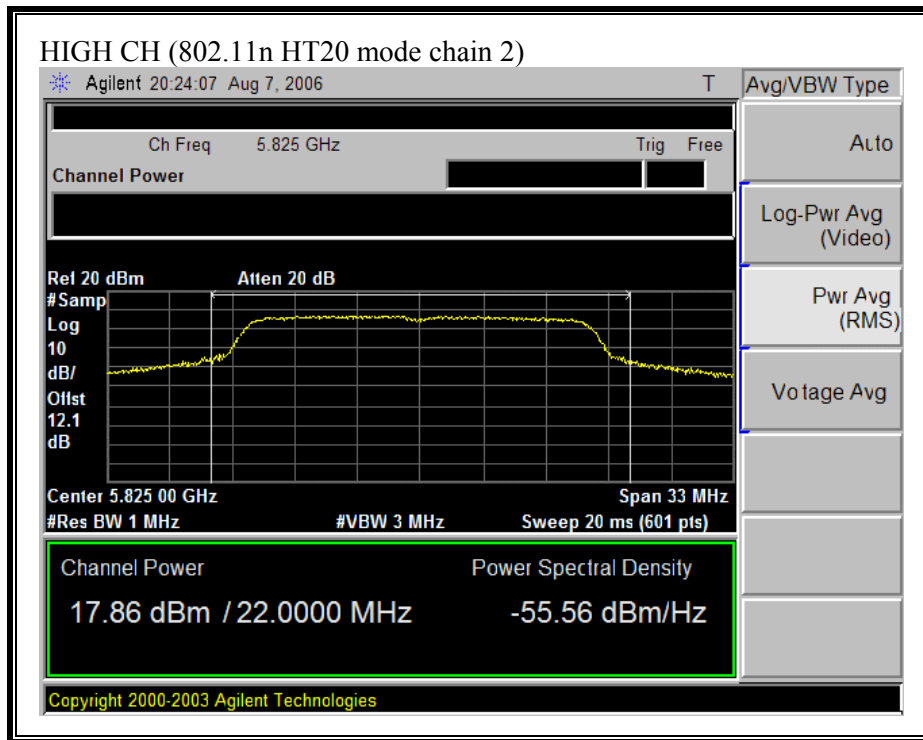 HIGH CH (802.11n HT20 mode chain 2)
Agilent 20:24:07 Aug 7, 2006 T
Avg/VBW Type
Ch Freq 5.825 GHz Trig Free
Auto
Channel Power
Log-Pwr Avg
(Video)
Ref 20 dBm Atten 20 dB
#Samp
Pwr Avg
(RMS)
Log
10
dB/
Offst
Votage Avg
12.1
dB
Center 5.825 00 GHz Span 33 MHz
#Res BW 1 MHz #VBW 3 MHz Sweep 20 ms (601 pts)
Channel Power Power Spectral Density
17.86 dBm / 22.0000 MHz -55.56 dBm/Hz
Copyright 2000-2003 Agilent Technologies